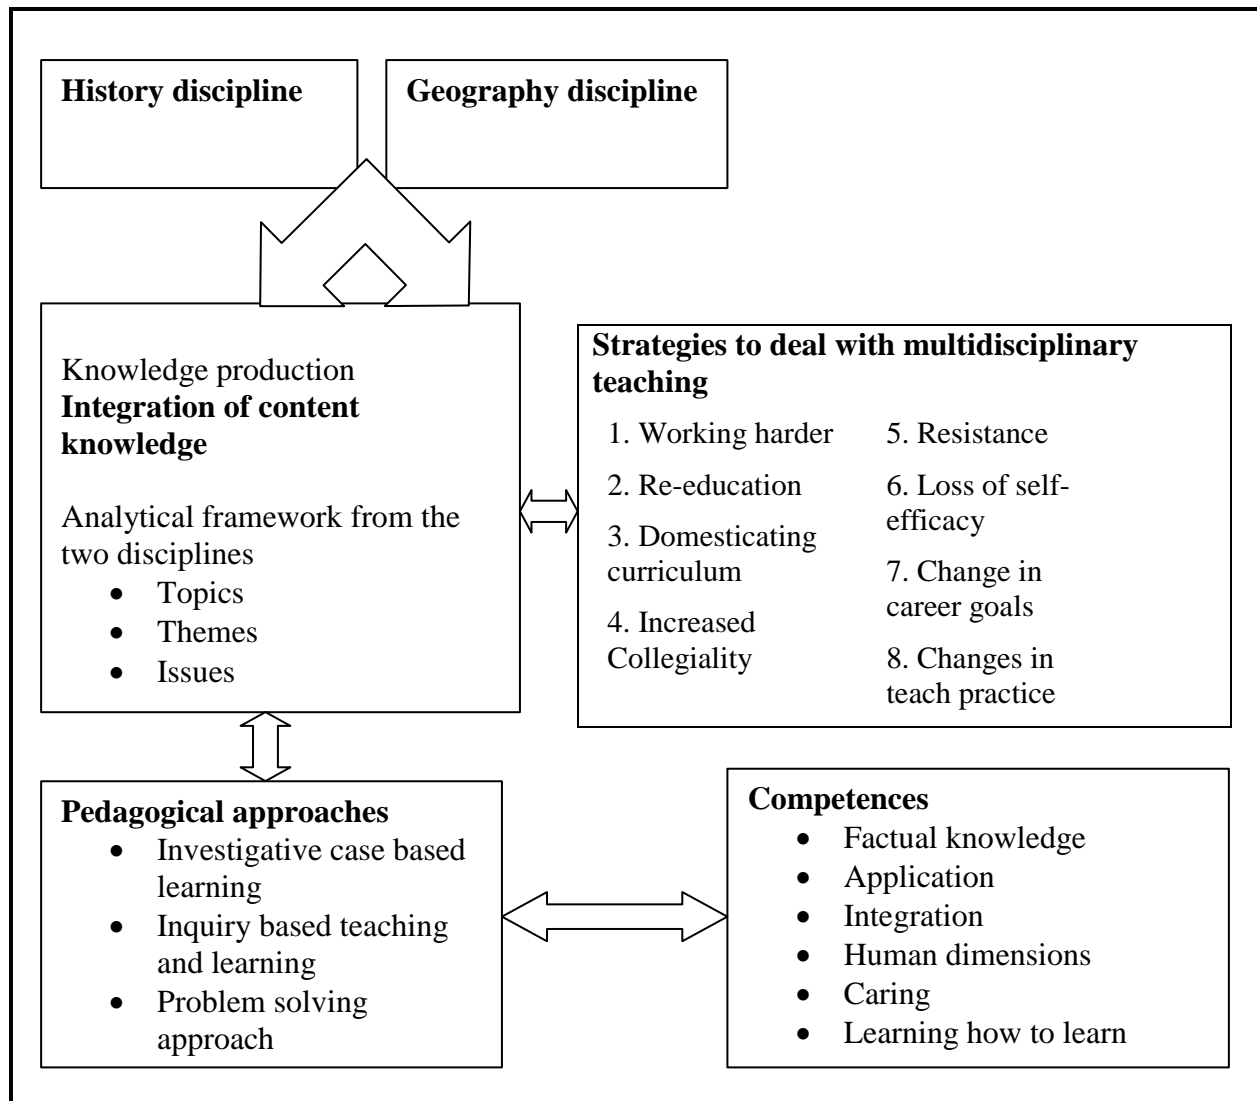 History discipline
Geography discipline
Knowledge production
Integration of content
knowledge
Analytical framework from the
two disciplines
• Topics
• Themes
• Issues
Strategies to deal with multidisciplinary
teaching
1. Working harder
2. Re-education
3. Domesticating
curriculum
4. Increased
Collegiality
5. Resistance
6. Loss of self-
efficacy
7. Change in
career goals
8. Changes in
teach practice
Pedagogical approaches
• Investigative case based
learning
• Inquiry based teaching
and learning
• Problem solving
approach
Competences
• Factual knowledge
• Application
• Integration
• Human dimensions
• Caring
• Learning how to learn